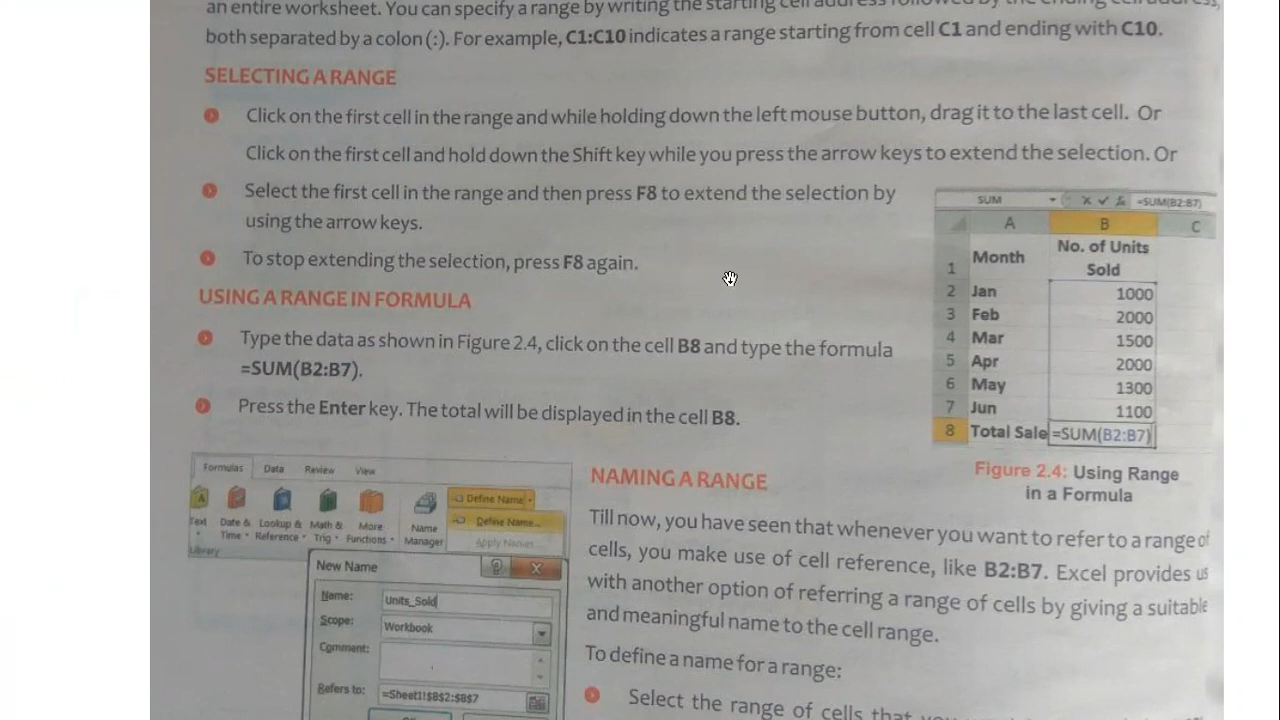 an entire worksheet. You can specify a range by writing the starting cell address followed by the ending cell address,
both separated by a colon (:). For example, C1:C10 indicates a range starting from cell C1 and ending with C10.
SELECTING A RANGE
Click on the first cell in the range and while holding down the left mouse button, drag it to the last cell. Or
Click on the first cell and hold down the Shift key while you press the arrow keys to extend the selection. Or
Select the first cell in the range and then press F8 to extend the selection by
using the arrow keys.
To stop extending the selection, press F8 again.
USING A RANGE IN FORMULA
Type the data as shown in Figure 2.4, click on the cell B8 and type the formula
=SUM(B2:B7).
Press the Enter key. The total will be displayed in the cell B8.
SUM =SUM(B2:B7)
A B C
1 Month No. of Units
Sold
2 Jan 1000
3 Feb 2000
4 Mar 1500
5 Apr 2000
6 May 1300
7 Jun 1100
8 Total Sale =SUM(B2:B7)
Figure 2.4: Using Range
in a Formula
Formulas Data Review View
A
Text Date & Lookup & Math & More Name
Time Reference Trig Functions Manager
Library
Define Name
Define Name...
Apply Names...
New Name
Name: Units_Sold
Scope: Workbook
Comment:
Refers to: =Sheet1!$B$2:$B$7
NAMING A RANGE
Till now, you have seen that whenever you want to refer to a range of
cells, you make use of cell reference, like B2:B7. Excel provides us
with another option of referring a range of cells by giving a suitable
and meaningful name to the cell range.
To define a name for a range:
Select the range of cells that you